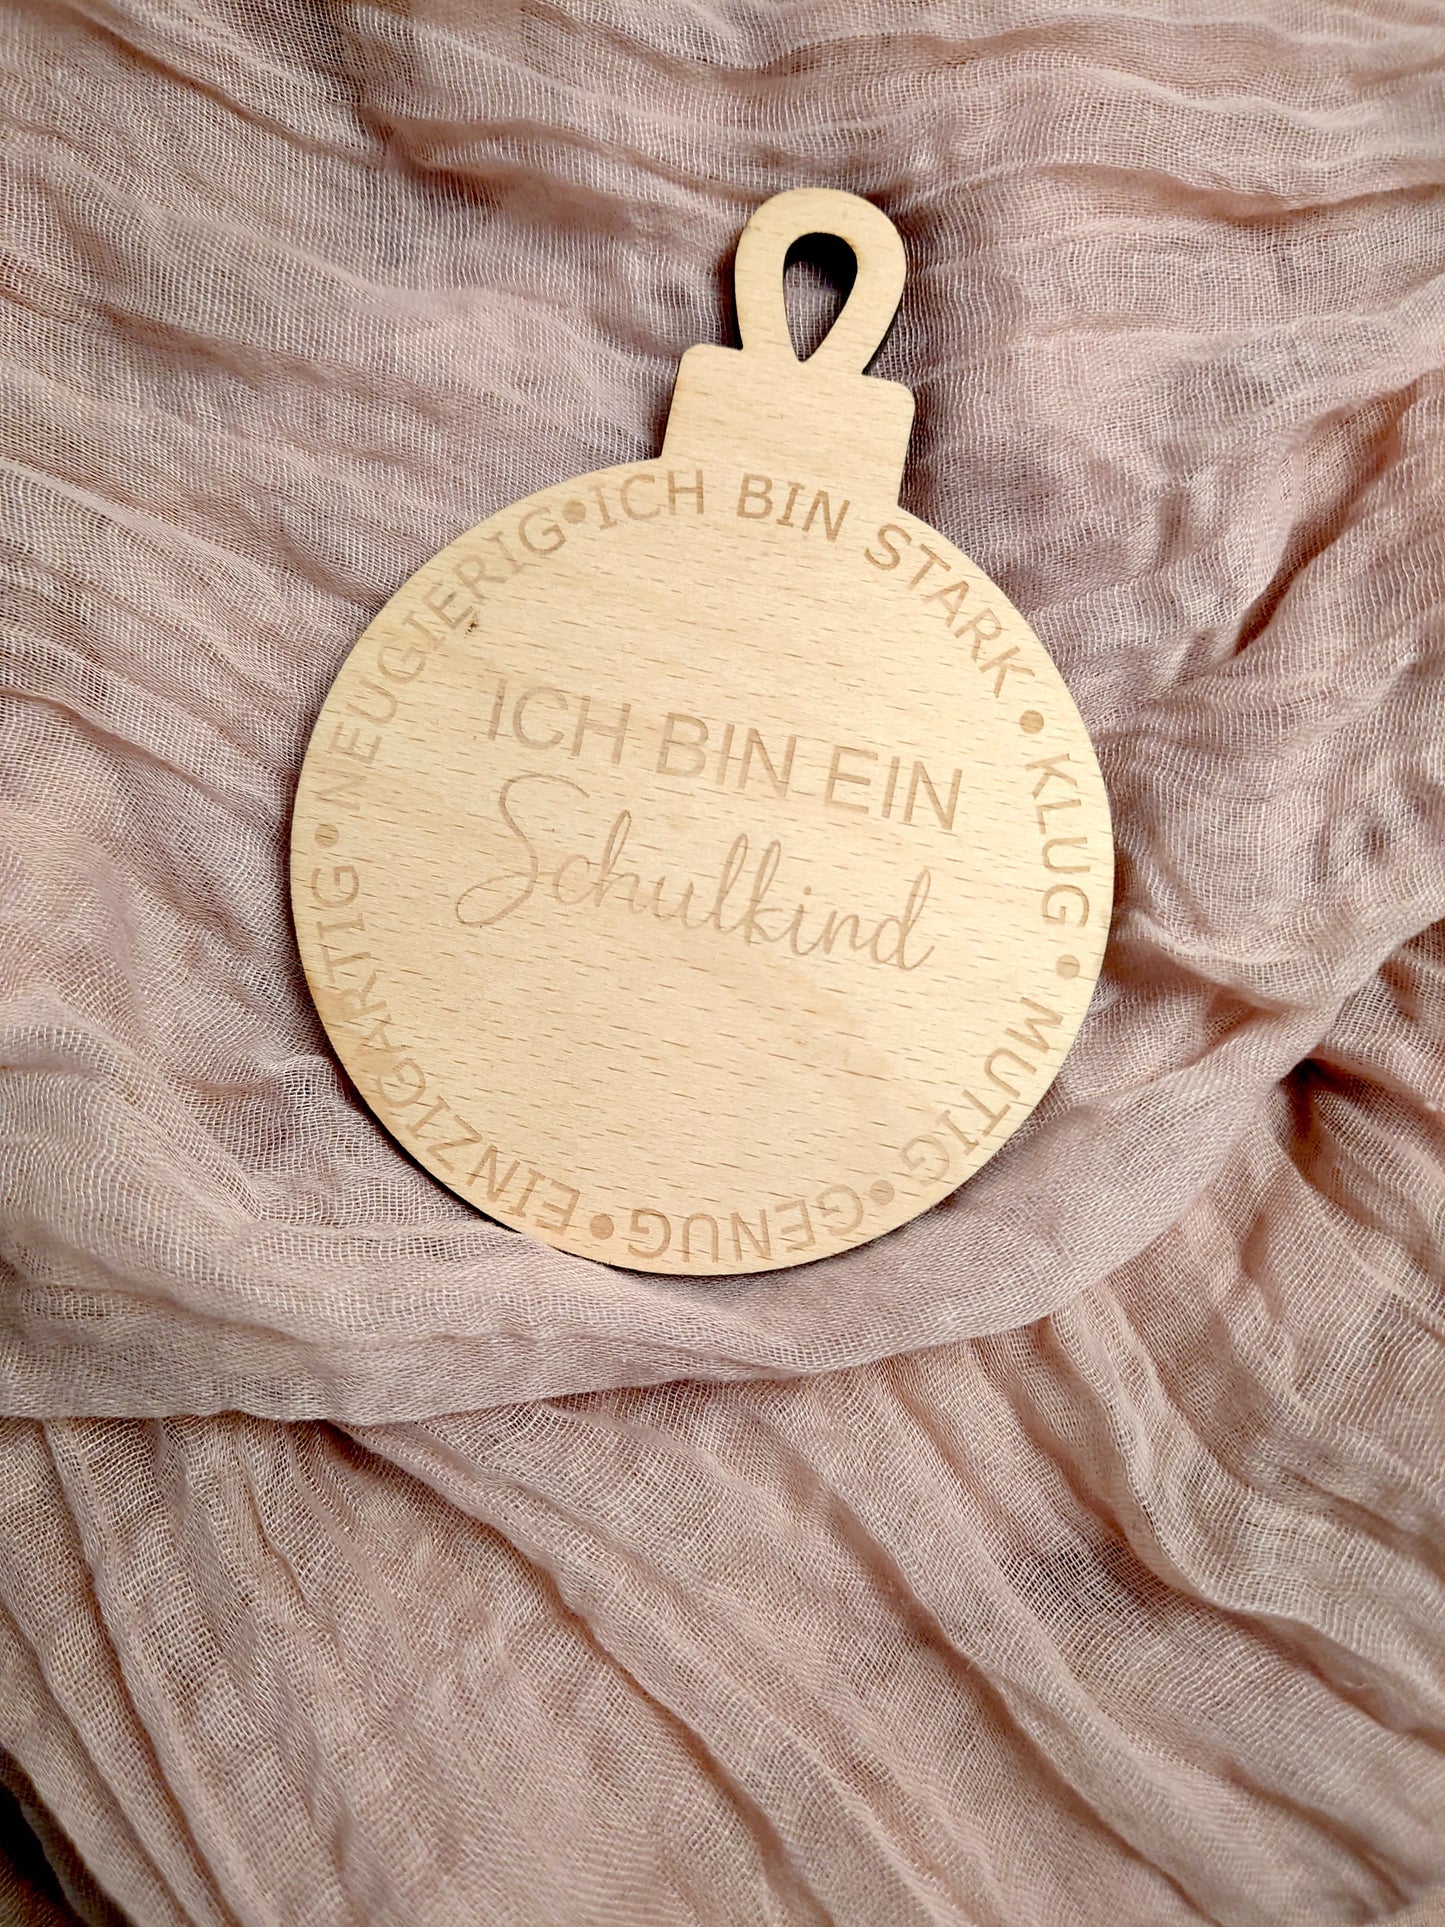 ICH BIN STARK • KLUG • MUTIG • GENUG • EINZIGARTIG • NEUGIERIG •
ICH BIN EIN
Schulkind